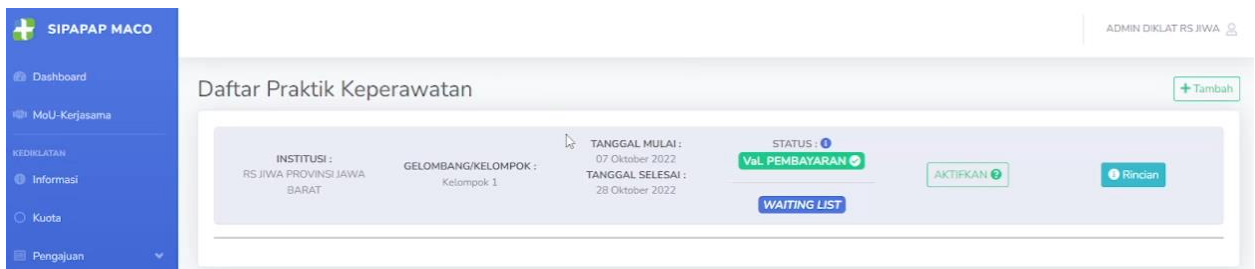 SIPAPAP MACO
ADMIN DIKLAT RS JIWA
Dashboard
MoU-Kerjasama
KEDIKLATAN
Informasi
Kuota
Pengajuan
Daftar Praktik Keperawatan
+ Tambah
INSTITUSI :
RS JIWA PROVINSI JAWA
BARAT
GELOMBANG/KELOMPOK :
Kelompok 1
TANGGAL MULAI :
07 Oktober 2022
TANGGAL SELESAI :
28 Oktober 2022
STATUS :
VaL PEMBAYARAN
WAITING LIST
AKTIFKAN
Rincian